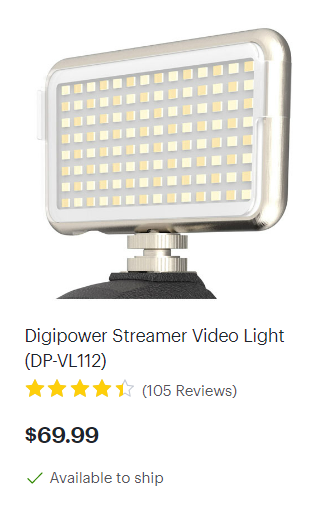 Digipower Streamer Video Light
(DP-VL112)
(105 Reviews)
$69.99
Available to ship